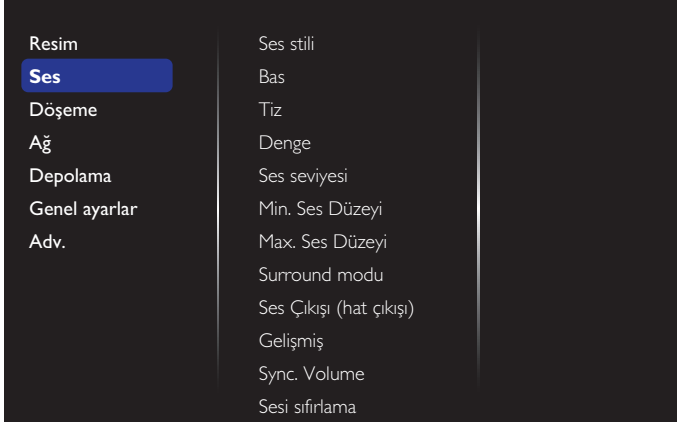 Resim
Ses
Döşeme
Ağ
Depolama
Genel ayarlar
Adv.
Ses stili
Bas
Tiz
Denge
Ses seviyesi
Min. Ses Düzeyi
Max. Ses Düzeyi
Surround modu
Ses Çıkışı (hat çıkışı)
Gelişmiş
Sync. Volume
Sesi sıfırlama